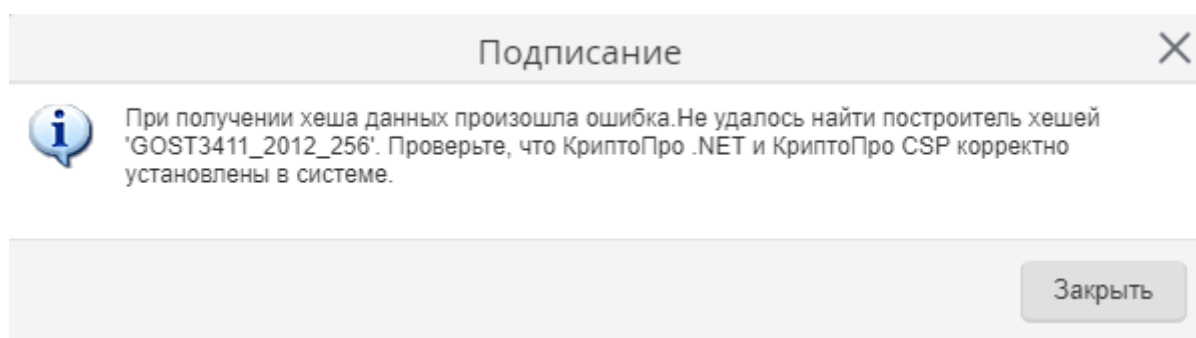 Подписание
При получении хеша данных произошла ошибка.Не удалось найти построитель хешей
'GOST3411_2012_256'. Проверьте, что КриптоПро .NET и КриптоПро CSP корректно
установлены в системе.
Закрыть